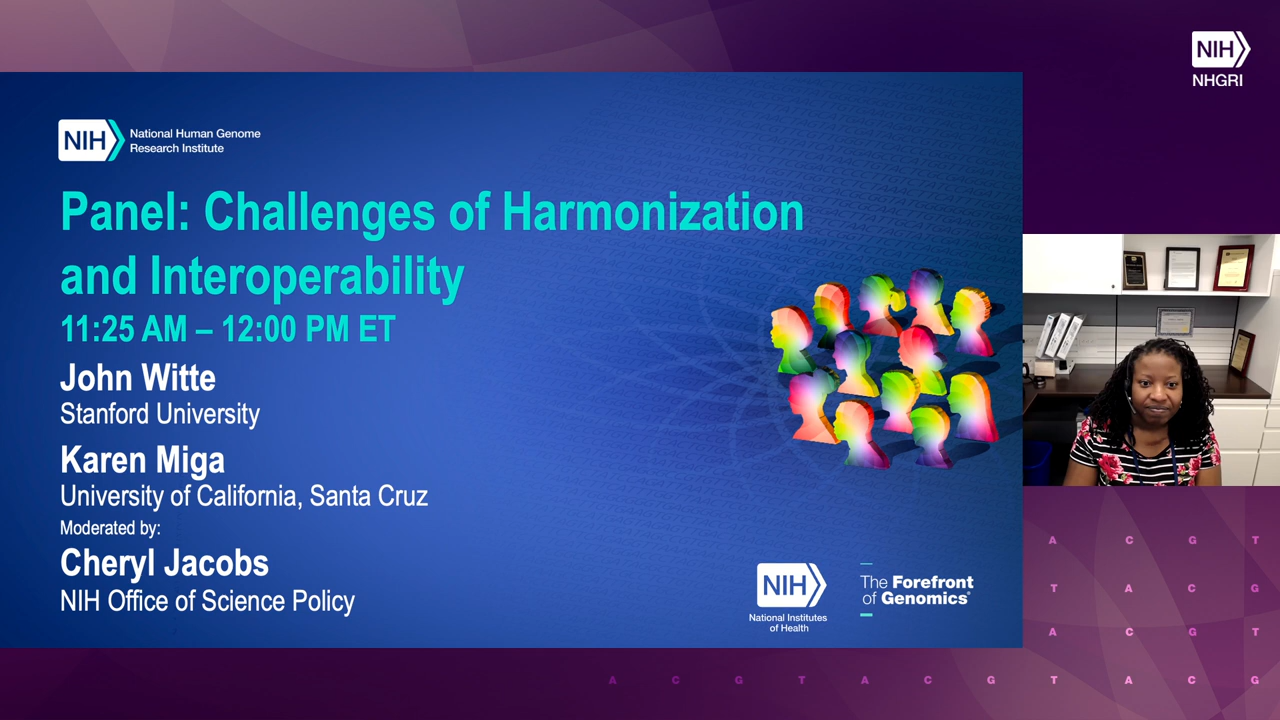 NIH
NHGRI
NIH
National Human Genome
Research Institute
Panel: Challenges of Harmonization
and Interoperability
11:25 AM – 12:00 PM ET
John Witte
Stanford University
Karen Miga
University of California, Santa Cruz
Moderated by:
Cheryl Jacobs
NIH Office of Science Policy
NIH
National Institutes
of Health
The Forefront
of Genomics®
A C G T
T A C G
A C G T
A C G T A C G T A C G